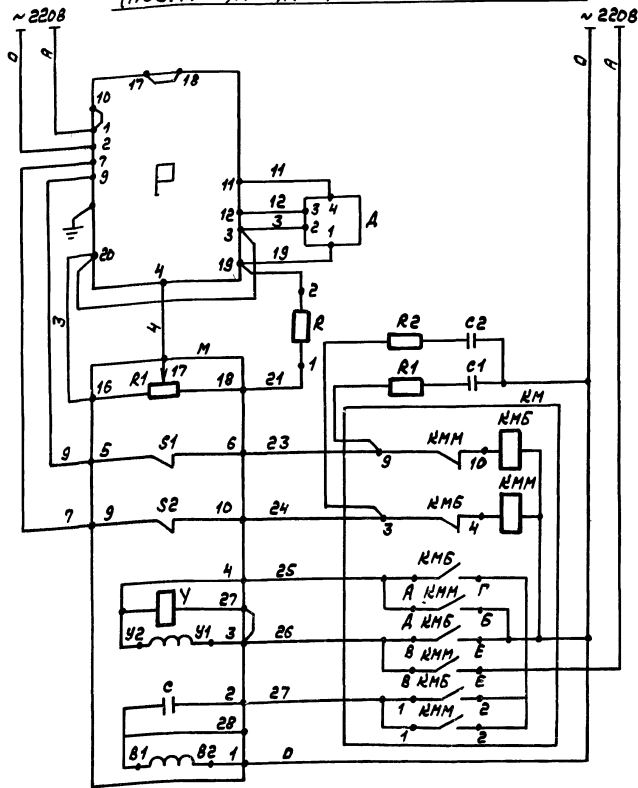 ~ 220В ~ 220В
0 А 0 А
17 18
10
1
2
7
9
Р
11 11
12 12 3 4
3 3 2 Д
20 19 19 1
4
2
R
3 4 1
М
16 R1 17 18 21
R2 C2
R1 C1
КМ
9 5 S1 6 23 9 КММ 10 КМБ
7 9 S2 10 24 3 КМБ 4 КММ
4 25 КМБ
А Г
У 27 КММ
Д Б
У2 У1 3 26 КМБ
В Е
КММ
В Е
С 2 27 КМБ
1 2
28 КММ
1 2
В1 В2 1 0